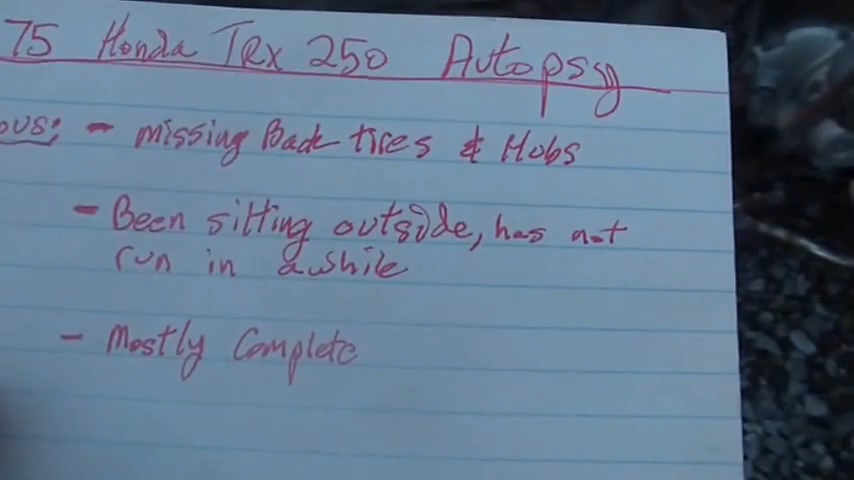 75 Honda TRX 250 Autopsy
ous: - missing Back tires & Hubs
- Been sitting outside, has not
run in awhile
- Mostly Complete